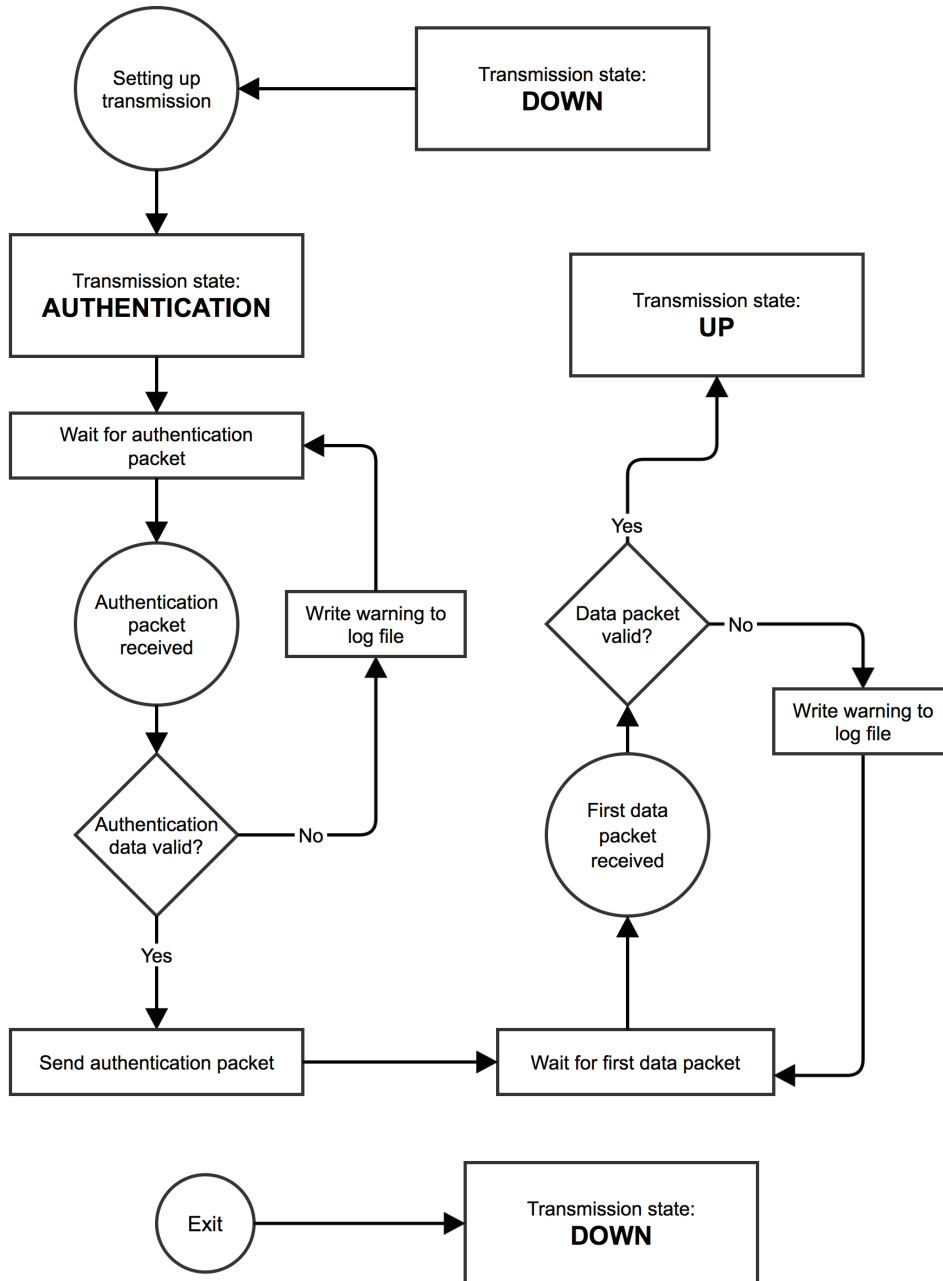 Setting up
transmission
Transmission state:
DOWN
Transmission state:
AUTHENTICATION
Transmission state:
UP
Wait for authentication
packet
Yes
Authentication
packet
received
Write warning to
log file
Data packet
valid?
No
Write warning to
log file
Authentication
data valid?
No
First data
packet
received
Yes
Send authentication packet
Wait for first data packet
Exit
Transmission state:
DOWN